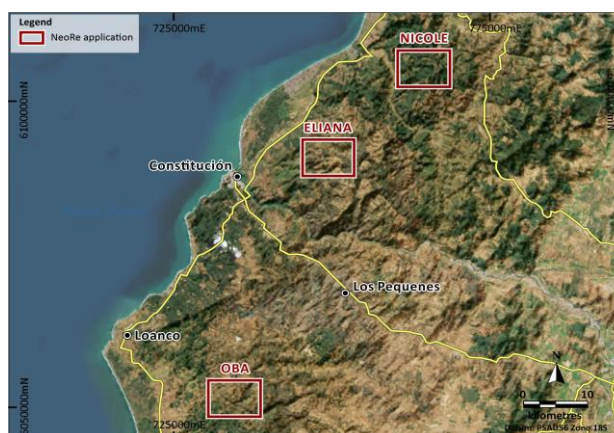 Legend
NeoRe application
725000mE
775000mE
NICOLE
6100000mN
ELIANA
Constitución
Los Pequenes
Loanco
OBA
N
0
10
kilometres
6050000mN
725000mE
Datum: PSAD56 Zone 18S